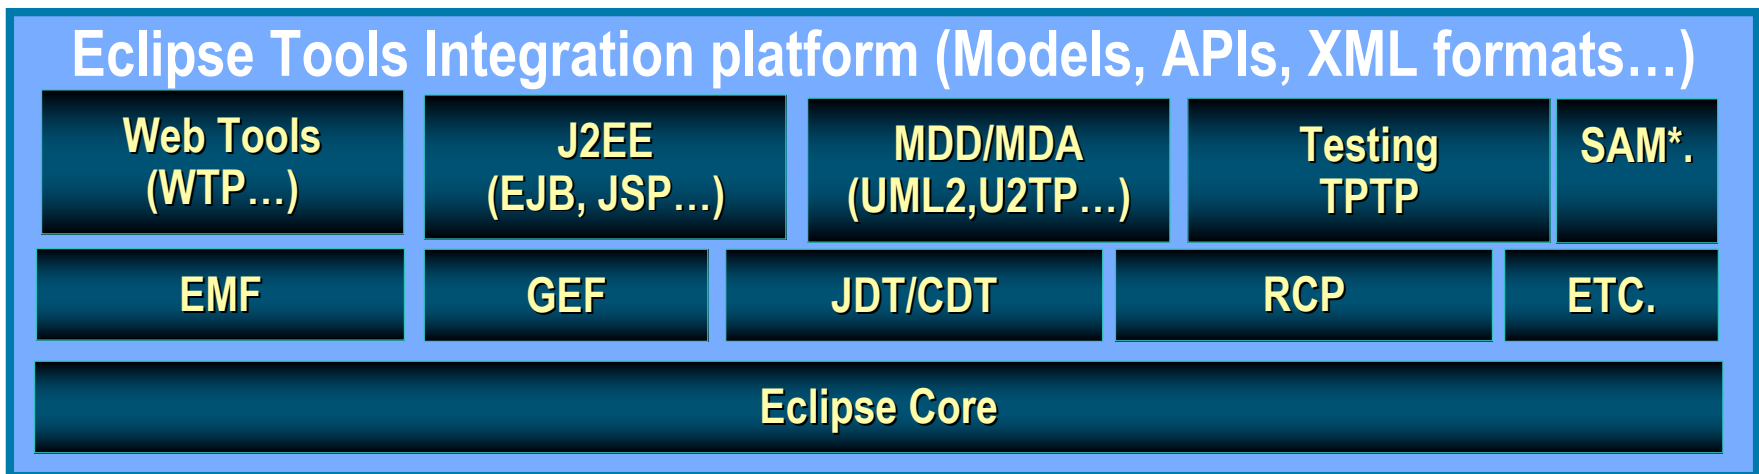 Eclipse Tools Integration platform (Models, APIs, XML formats…)
Web Tools
(WTP…)
J2EE
(EJB, JSP…)
MDD/MDA
(UML2,U2TP…)
Testing
TPTP
SAM*.
EMF
GEF
JDT/CDT
RCP
ETC.
Eclipse Core